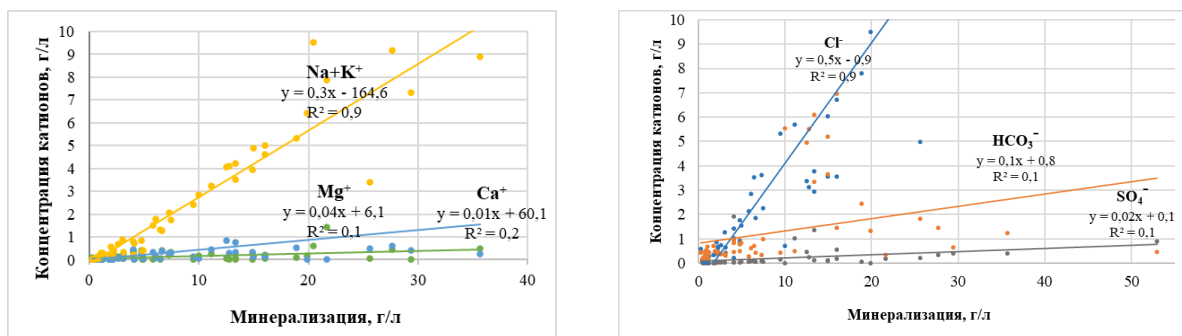 Концентрация катионов, г/л
10
9
8
7
6
5
4
3
2
1
0
Na+K⁺
y = 0,3x - 164,6
R² = 0,9
Mg⁺
y = 0,04x + 6,1
R² = 0,1
Ca⁺
y = 0,01x + 60,1
R² = 0,2
0 10 20 30 40
Минерализация, г/л
Концентрация катионов, г/л
10
9
8
7
6
5
4
3
2
1
0
Cl⁻
y = 0,5x - 0,9
R² = 0,9
HCO₃⁻
y = 0,1x + 0,8
R² = 0,1
SO₄⁻
y = 0,02x + 0,1
R² = 0,1
0 10 20 30 40 50
Минерализация, г/л